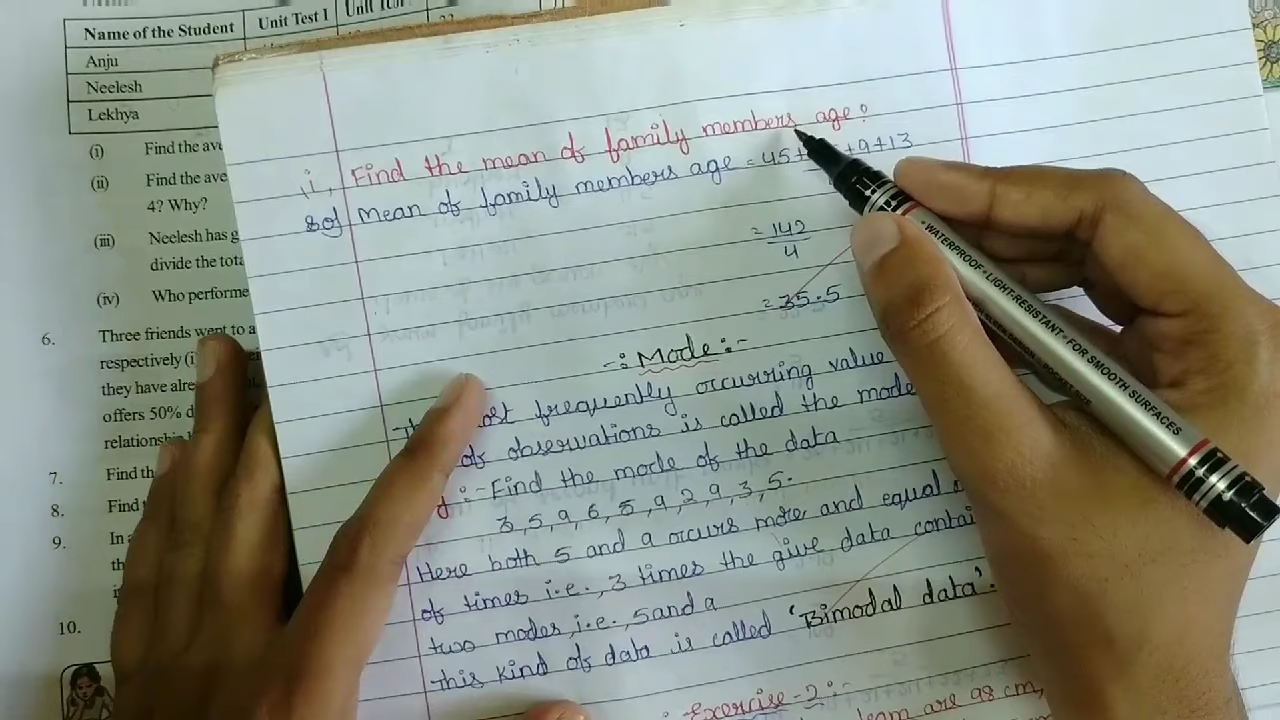 Name of the Student
Unit Test I
Anju
Neelesh
Lekhya
(i) Find the ave
(ii) Find the ave
4? Why?
(iii) Neelesh has g
divide the tota
(iv) Who performe
6. Three friends went to a
respectively (i
they have alre
offers 50% d
relationshi
7. Find th
8. Find
9. In
th
10.
ii, Find the mean of family members age?
Sol Mean of family members age = 45+ +9+13
= 142
4
= 35.5
-: Mode:-
ost frequently occurring value
of observations is called the mode
:- Find the mode of the data
3, 5, 9, 6, 5, 9, 2, 9, 3, 5.
Here both 5 and 9 occurs more and equal
of times i.e., 3 times the give data contai
two modes, i.e., 5 and 9
this kind of data is called 'Bimodal data'.
Exercise-2:-
team are 98 cm,
WATERPROOF • LIGHT-RESISTANT • FOR SMOOTH SURFACES